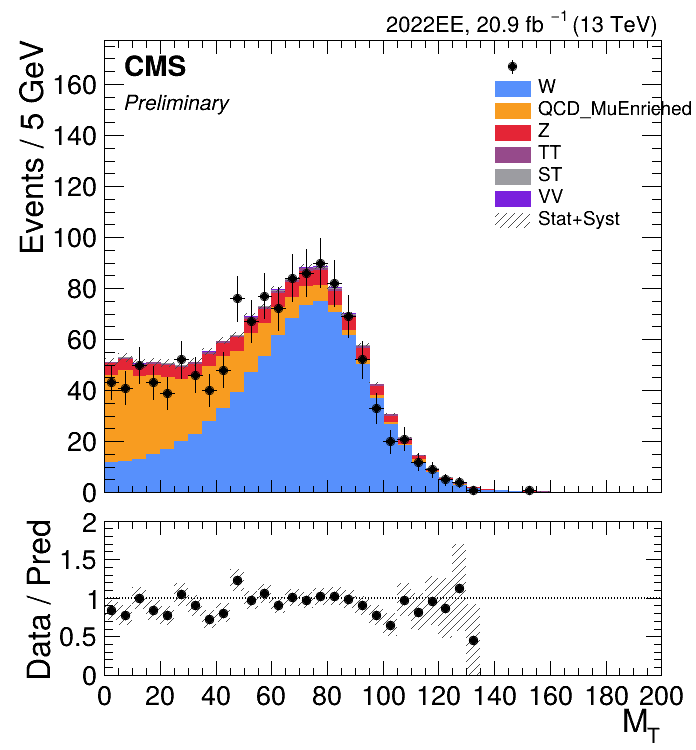 2022EE, 20.9 fb⁻¹ (13 TeV)
CMS
Preliminary
W
QCD_MuEnriched
Z
TT
ST
VV
Stat+Syst
Events / 5 GeV
160
140
120
100
80
60
40
20
0
Data / Pred
2
1.5
1
0.5
0
0 20 40 60 80 100 120 140 160 180 200
M_T